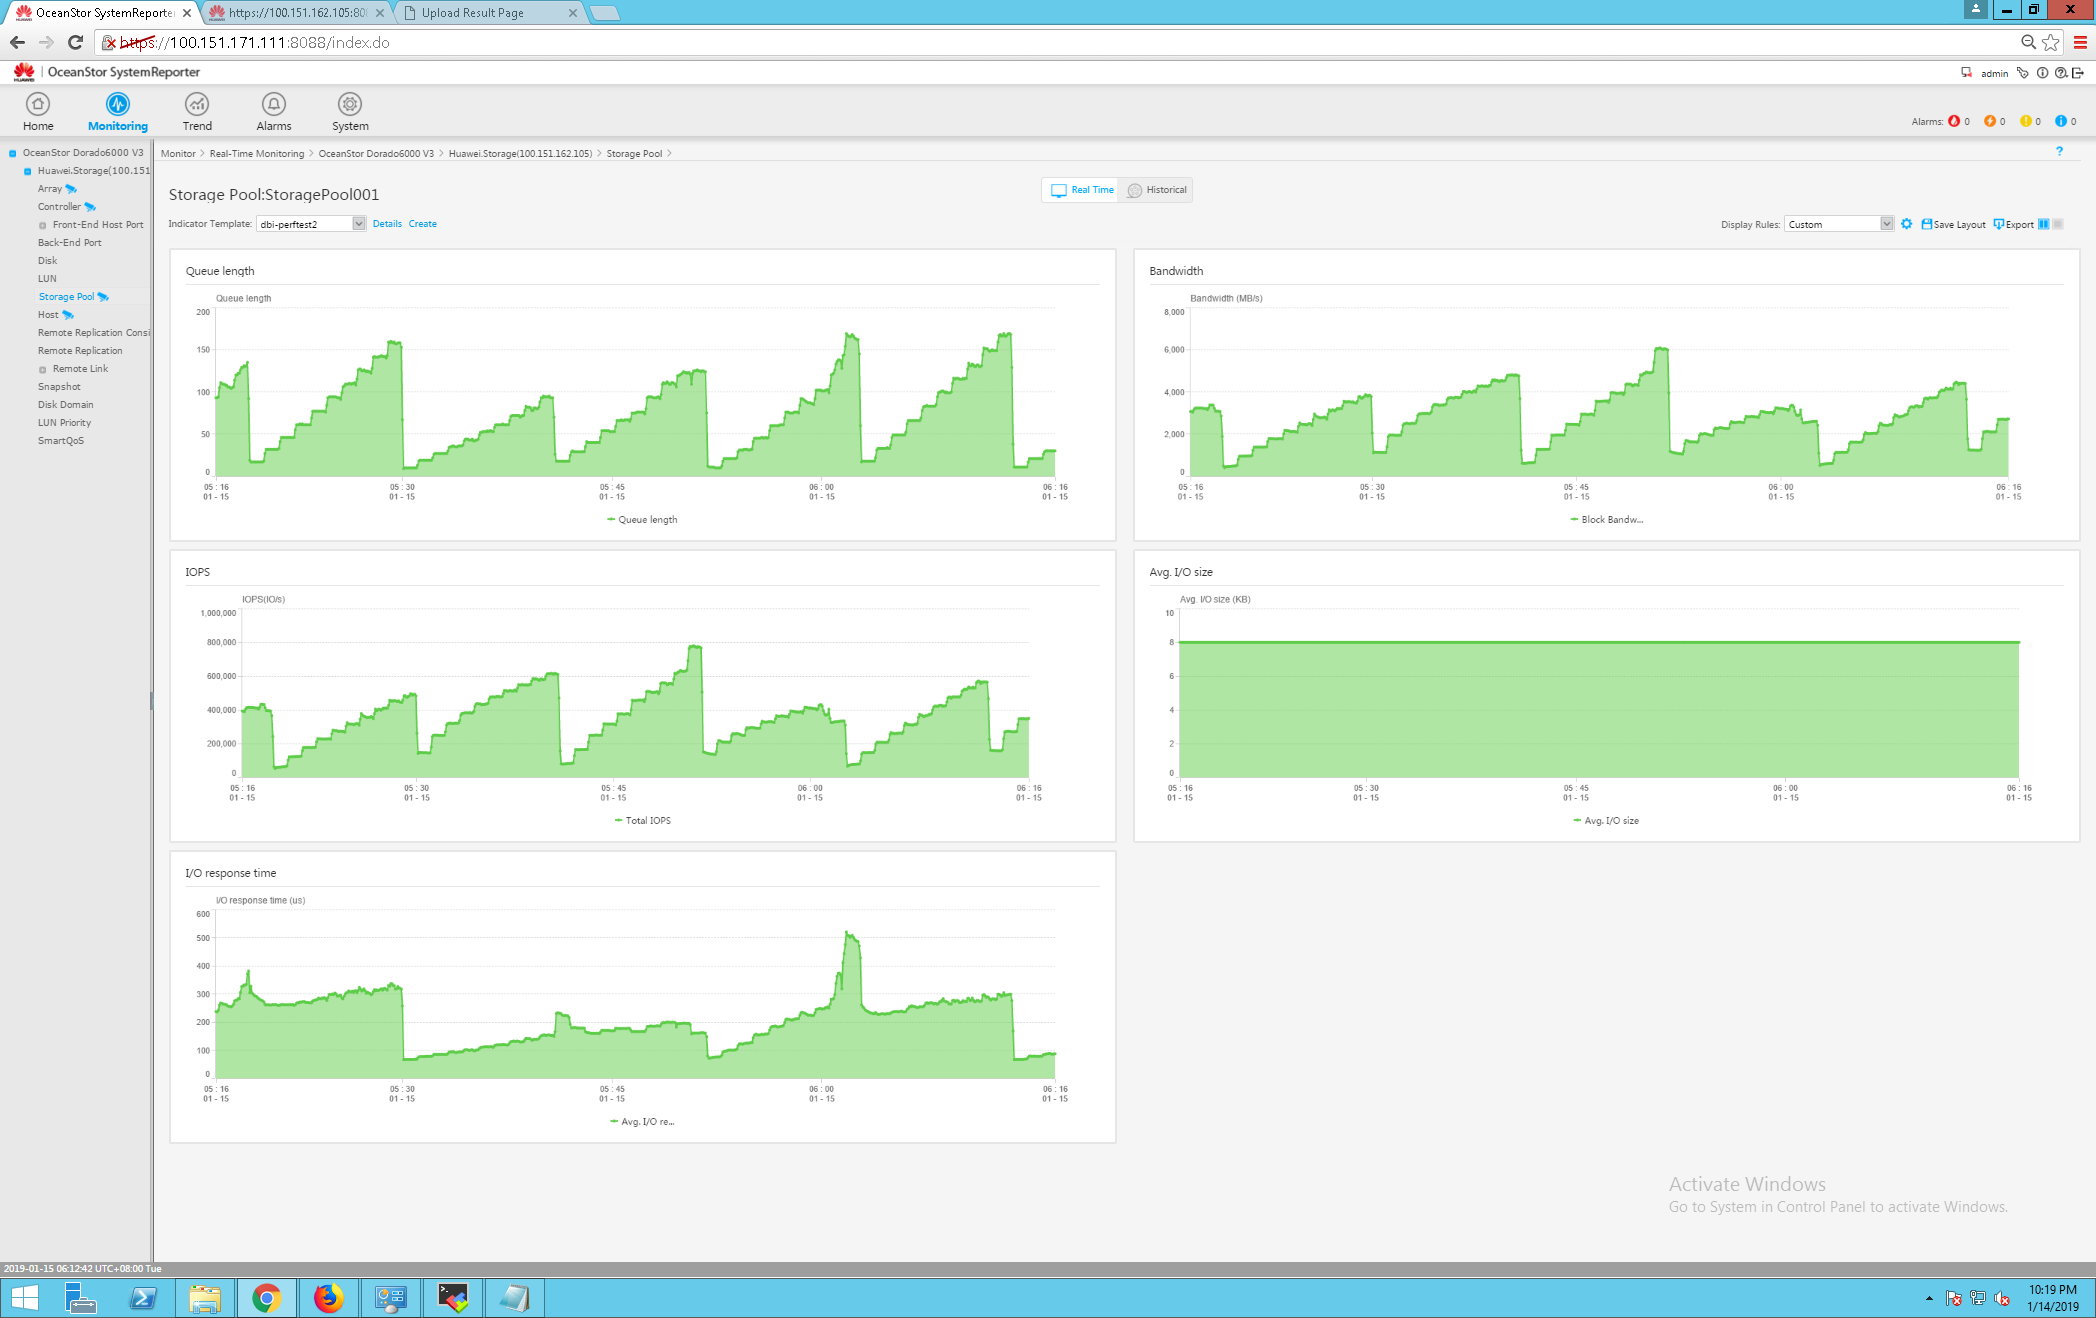 OceanStor SystemReporte
https://100.151.162.105:80
Upload Result Page
https://100.151.171.111:8088/index.do
HUAWEI
OceanStor SystemReporter
admin
Home
Monitoring
Trend
Alarms
System
Alarms: 0 0 0 0
OceanStor Dorado6000 V3
Huawei.Storage(100.151
Array
Controller
Front-End Host Port
Back-End Port
Disk
LUN
Storage Pool
Host
Remote Replication Consi
Remote Replication
Remote Link
Snapshot
Disk Domain
LUN Priority
SmartQoS
Monitor > Real-Time Monitoring > OceanStor Dorado6000 V3 > Huawei.Storage(100.151.162.105) > Storage Pool >
?
Storage Pool:StoragePool001
Real Time
Historical
Indicator Template: dbi-perftest2 Details Create
Display Rules: Custom Save Layout Export
Queue length
Queue length
200
150
100
50
0
05 : 16 05 : 30 05 : 45 06 : 00 06 : 16
01 - 15 01 - 15 01 - 15 01 - 15 01 - 15
Queue length
Bandwidth
Bandwidth (MB/s)
8,000
6,000
4,000
2,000
0
05 : 16 05 : 30 05 : 45 06 : 00 06 : 16
01 - 15 01 - 15 01 - 15 01 - 15 01 - 15
Block Bandw...
IOPS
IOPS(IO/s)
1,000,000
800,000
600,000
400,000
200,000
0
05 : 16 05 : 30 05 : 45 06 : 00 06 : 16
01 - 15 01 - 15 01 - 15 01 - 15 01 - 15
Total IOPS
Avg. I/O size
Avg. I/O size (KB)
10
8
6
4
2
0
05 : 16 05 : 30 05 : 45 06 : 00 06 : 16
01 - 15 01 - 15 01 - 15 01 - 15 01 - 15
Avg. I/O size
I/O response time
I/O response time (us)
600
500
400
300
200
100
0
05 : 16 05 : 30 05 : 45 06 : 00 06 : 16
01 - 15 01 - 15 01 - 15 01 - 15 01 - 15
Avg. I/O re...
Activate Windows
Go to System in Control Panel to activate Windows.
2019-01-15 06:12:42 UTC+08:00 Tue
10:19 PM
1/14/2019